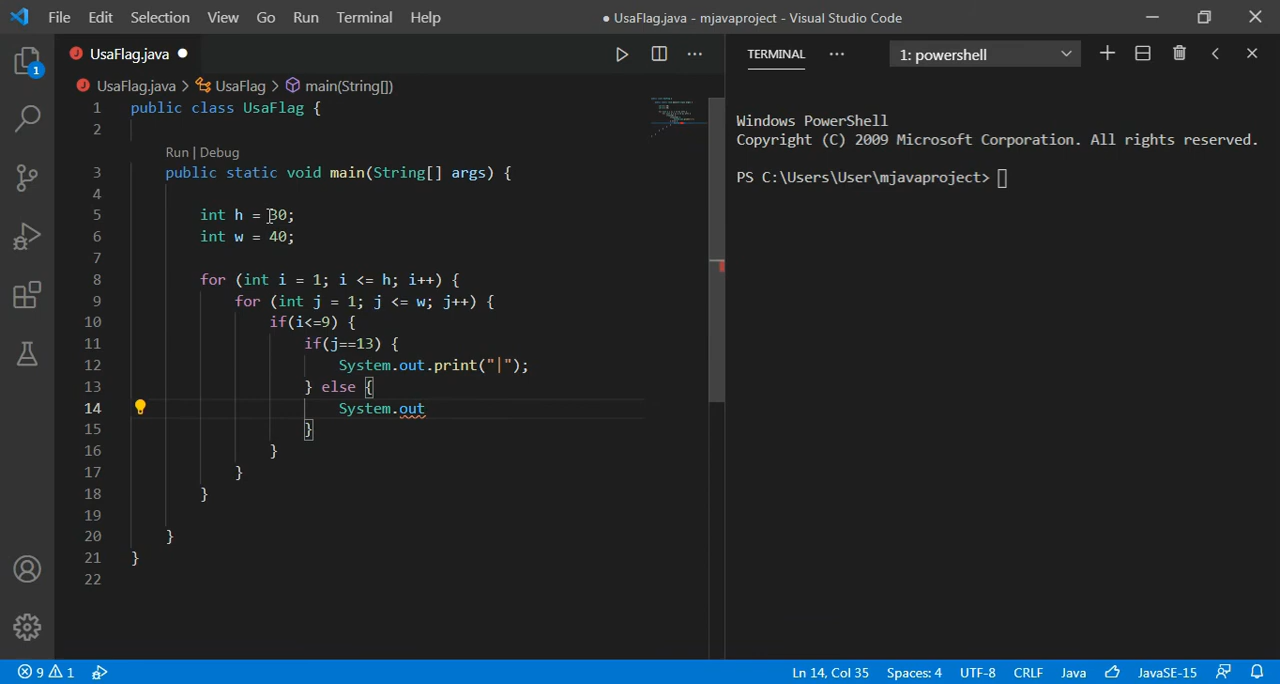 File Edit Selection View Go Run Terminal Help ● UsaFlag.java - mjavaproject - Visual Studio Code
UsaFlag.java ●
TERMINAL ··· 1: powershell
UsaFlag.java > UsaFlag > main(String[])
1 public class UsaFlag {
2
Run | Debug
3 public static void main(String[] args) {
4
5 int h = 30;
6 int w = 40;
7
8 for (int i = 1; i <= h; i++) {
9 for (int j = 1; j <= w; j++) {
10 if(i<=9) {
11 if(j==13) {
12 System.out.print("|");
13 } else {
14 System.out
15 }
16 }
17 }
18 }
19
20 }
21 }
22
Windows PowerShell
Copyright (C) 2009 Microsoft Corporation. All rights reserved.
PS C:\Users\User\mjavaproject>
1
9 1 Ln 14, Col 35 Spaces: 4 UTF-8 CRLF Java JavaSE-15